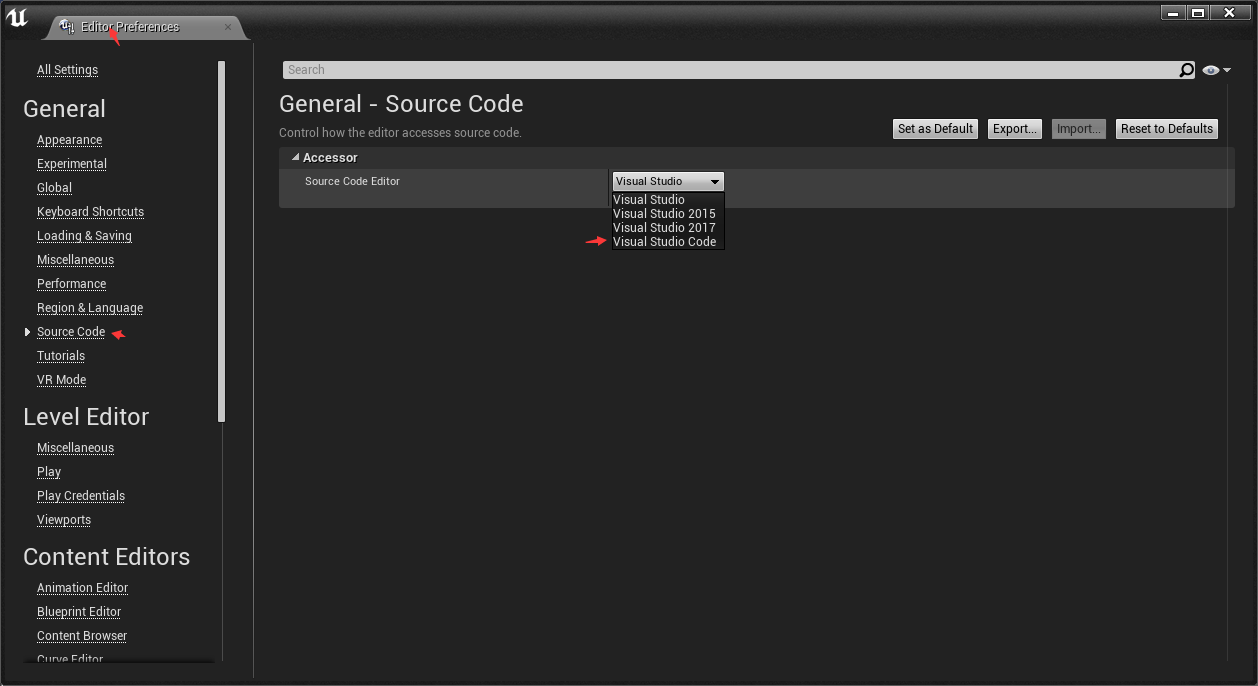 Editor Preferences
All Settings
General
Appearance
Experimental
Global
Keyboard Shortcuts
Loading & Saving
Miscellaneous
Performance
Region & Language
Source Code
Tutorials
VR Mode
Level Editor
Miscellaneous
Play
Play Credentials
Viewports
Content Editors
Animation Editor
Blueprint Editor
Content Browser
Curve Editor
Search
General - Source Code
Control how the editor accesses source code.
Set as Default
Export...
Import...
Reset to Defaults
Accessor
Source Code Editor
Visual Studio
Visual Studio
Visual Studio 2015
Visual Studio 2017
Visual Studio Code